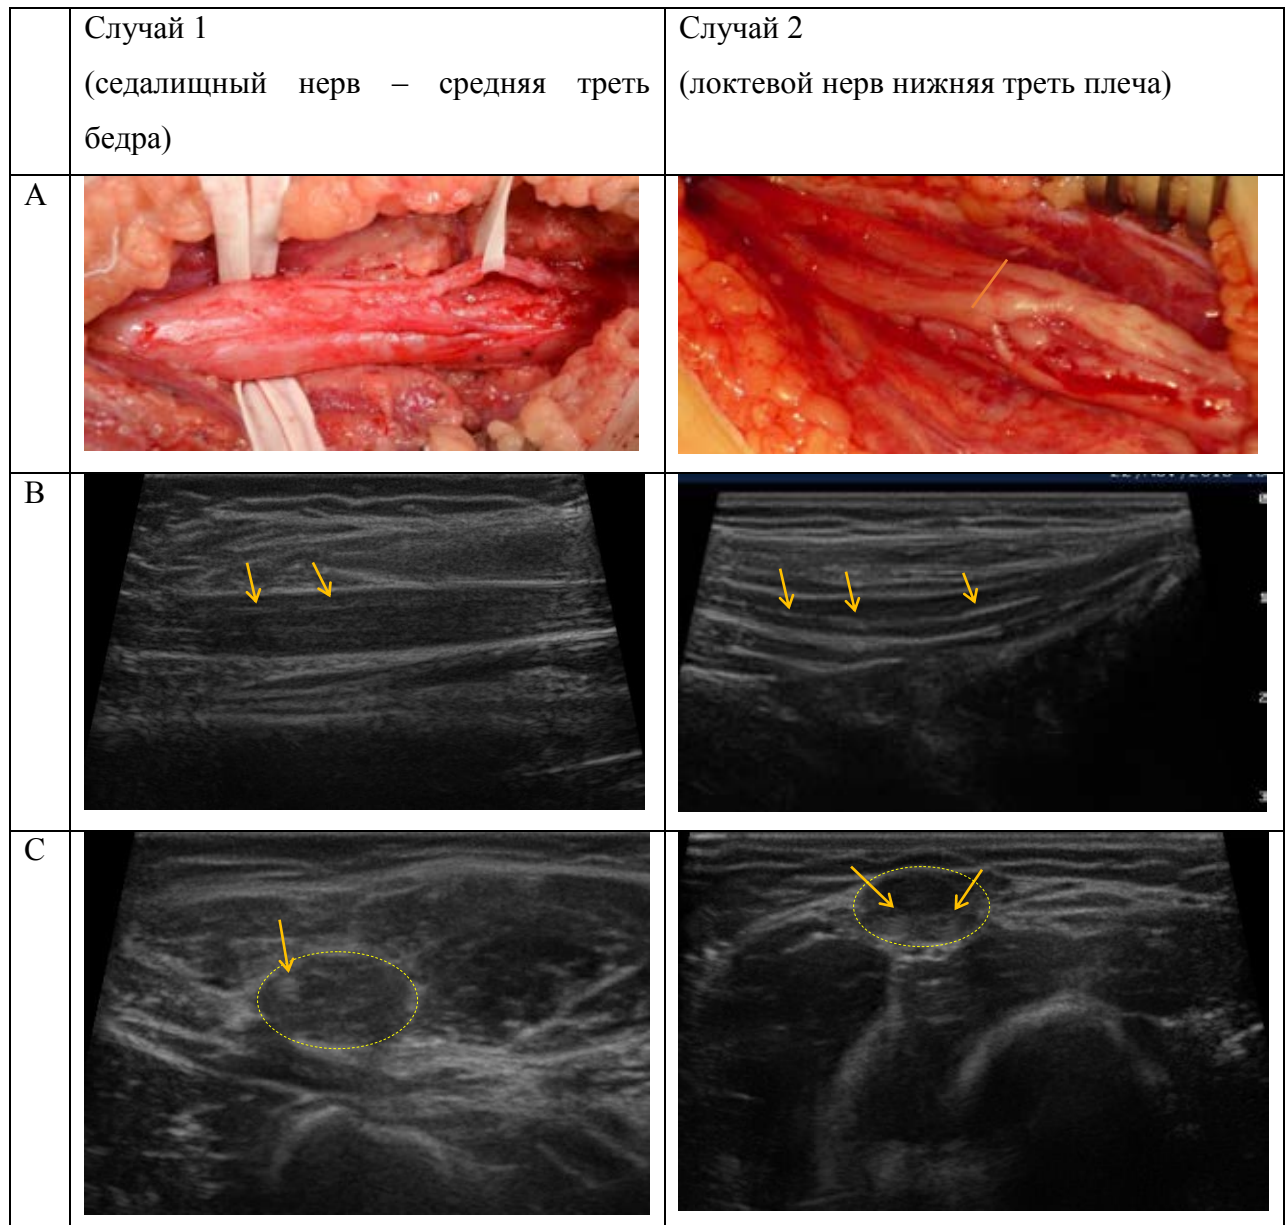 Случай 1
(седалищный нерв – средняя треть
бедра)
Случай 2
(локтевой нерв нижняя треть плеча)
А
В
С